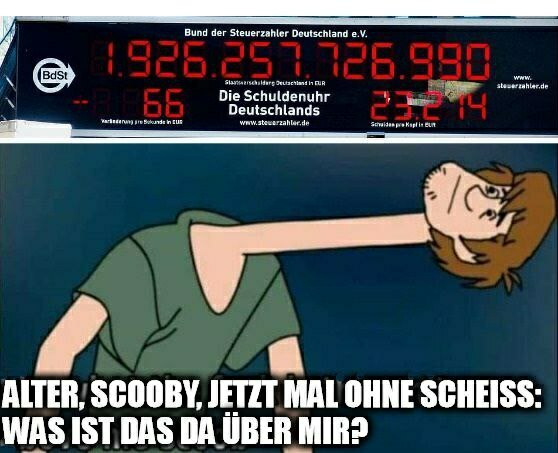 Bund der Steuerzahler Deutschland e.V.
BdSt
1.926.257.726.990
www.
steuerzahler.de
Staatsverschuldung Deutschland in EUR
-- 66
Die Schuldenuhr
Deutschlands
23.214
Veränderung pro Sekunde in EUR
www.steuerzahler.de
Schulden pro Kopf in EUR
ALTER, SCOOBY, JETZT MAL OHNE SCHEISS:
WAS IST DAS DA ÜBER MIR?